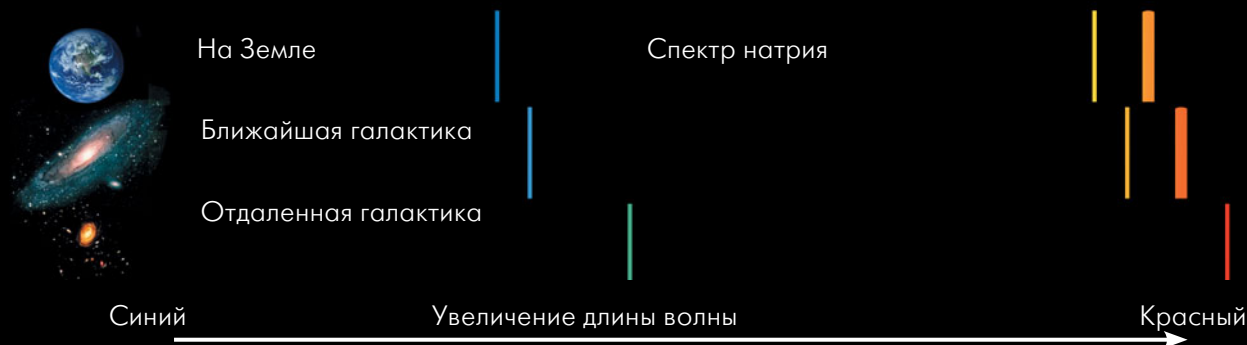 На Земле
Спектр натрия
Ближайшая галактика
Отдаленная галактика
Синий
Увеличение длины волны
Красный